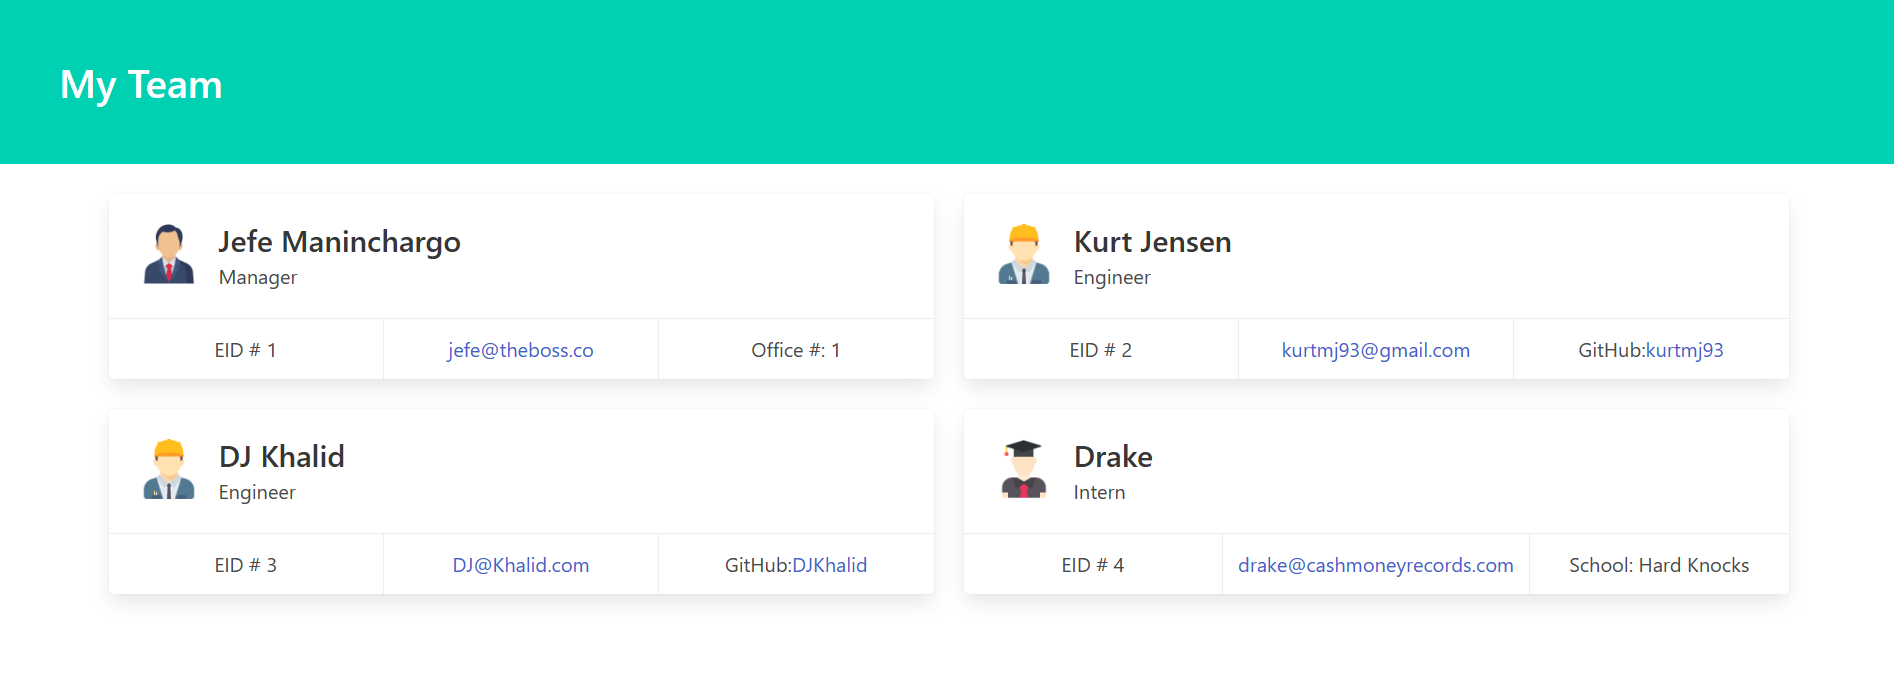 My Team
Jefe Maninchargo
Manager
EID # 1
jefe@theboss.co
Office #: 1
Kurt Jensen
Engineer
EID # 2
kurtmj93@gmail.com
GitHub:kurtmj93
DJ Khalid
Engineer
EID # 3
DJ@Khalid.com
GitHub:DJKhalid
Drake
Intern
EID # 4
drake@cashmoneyrecords.com
School: Hard Knocks